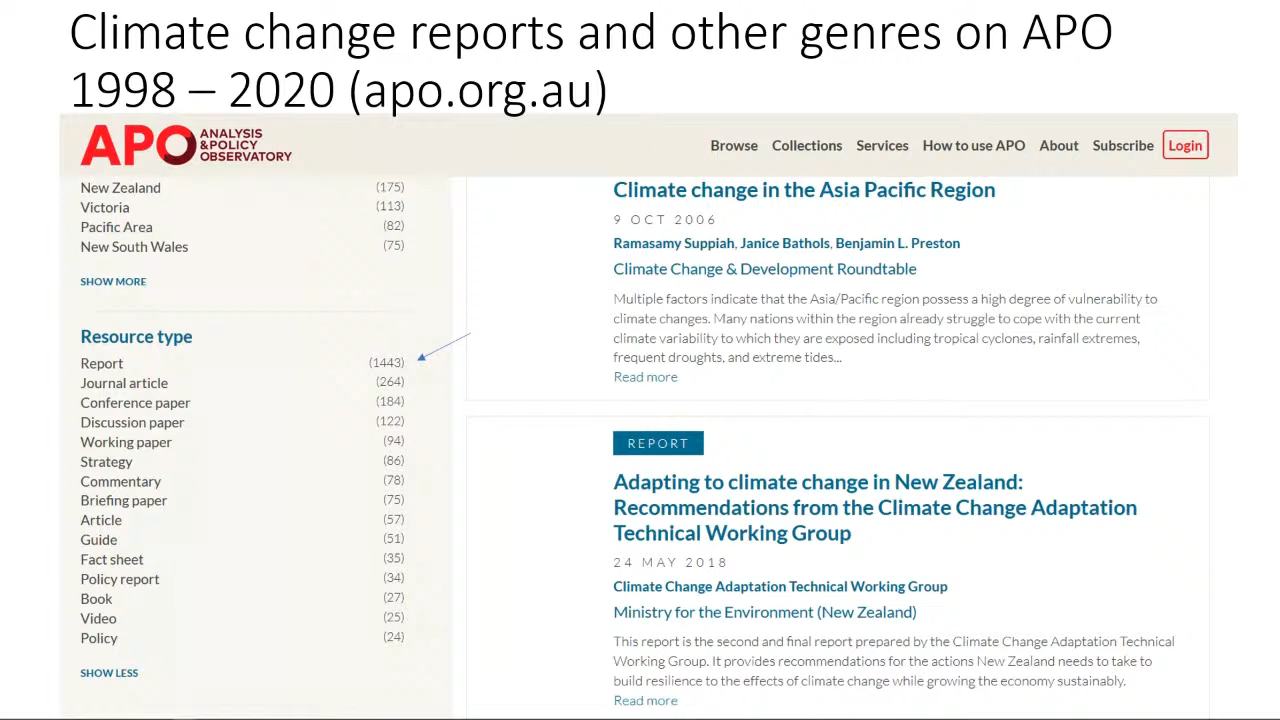 Climate change reports and other genres on APO
1998 – 2020 (apo.org.au)
APO ANALYSIS
&POLICY
OBSERVATORY
Browse Collections Services How to use APO About Subscribe Login
New Zealand (175)
Victoria (113)
Pacific Area (82)
New South Wales (75)
SHOW MORE
Resource type
Report (1443)
Journal article (264)
Conference paper (184)
Discussion paper (122)
Working paper (94)
Strategy (86)
Commentary (78)
Briefing paper (75)
Article (57)
Guide (51)
Fact sheet (35)
Policy report (34)
Book (27)
Video (25)
Policy (24)
SHOW LESS
Climate change in the Asia Pacific Region
9 OCT 2006
Ramasamy Suppiah, Janice Bathols, Benjamin L. Preston
Climate Change & Development Roundtable
Multiple factors indicate that the Asia/Pacific region possess a high degree of vulnerability to
climate changes. Many nations within the region already struggle to cope with the current
climate variability to which they are exposed including tropical cyclones, rainfall extremes,
frequent droughts, and extreme tides...
Read more
REPORT
Adapting to climate change in New Zealand:
Recommendations from the Climate Change Adaptation
Technical Working Group
24 MAY 2018
Climate Change Adaptation Technical Working Group
Ministry for the Environment (New Zealand)
This report is the second and final report prepared by the Climate Change Adaptation Technical
Working Group. It provides recommendations for the actions New Zealand needs to take to
build resilience to the effects of climate change while growing the economy sustainably.
Read more